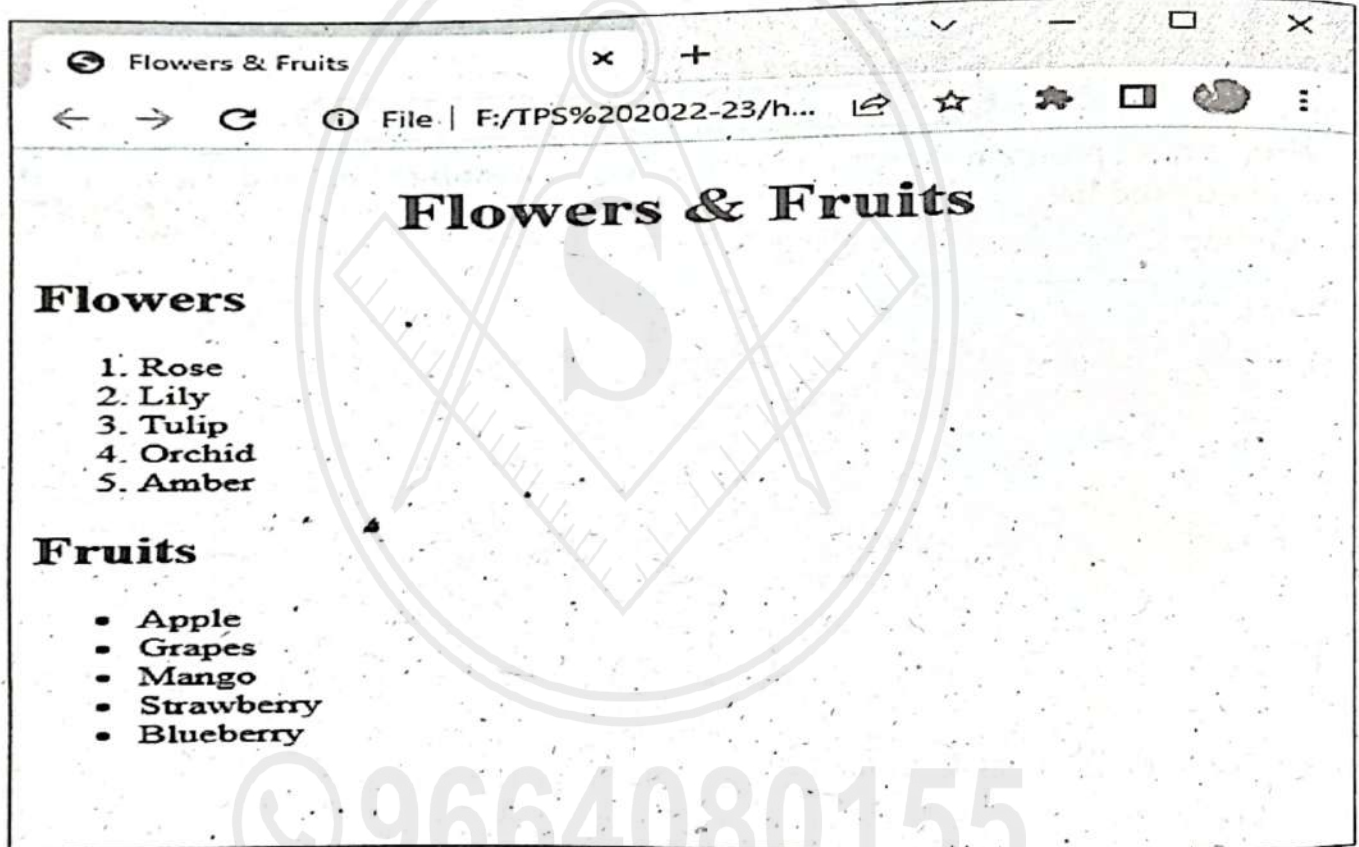 Flowers & Fruits
File | F:/TPS%202022-23/h...
Flowers & Fruits
Flowers
1. Rose
2. Lily
3. Tulip
4. Orchid
5. Amber
Fruits
• Apple
• Grapes
• Mango
• Strawberry
• Blueberry
S
9664080155